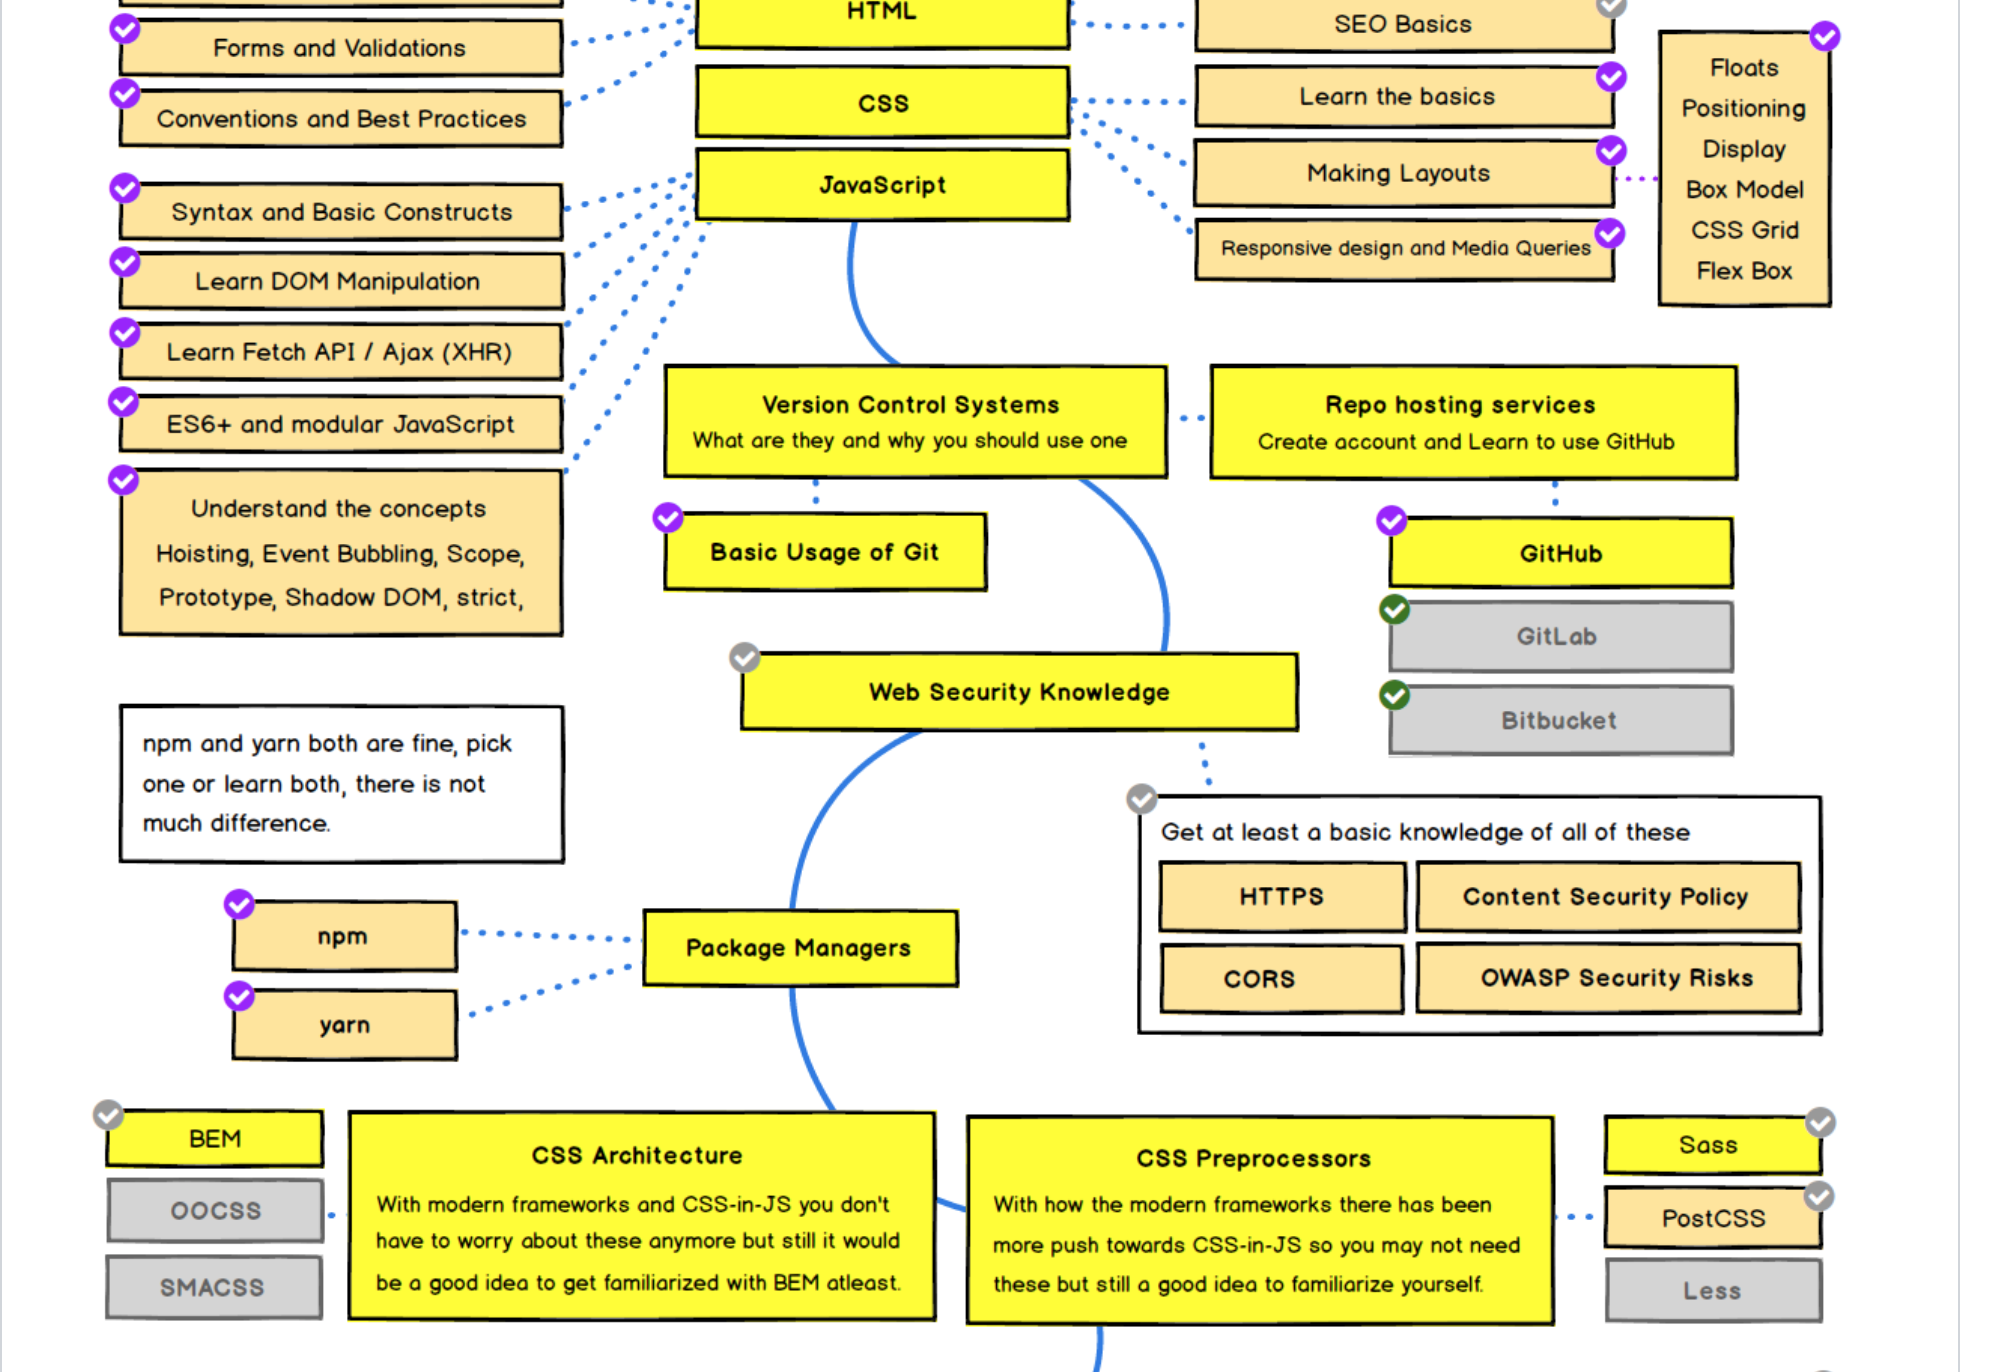 HTML
SEO Basics
Forms and Validations
Conventions and Best Practices
CSS
Learn the basics
Making Layouts
Responsive design and Media Queries
Floats
Positioning
Display
Box Model
CSS Grid
Flex Box
JavaScript
Syntax and Basic Constructs
Learn DOM Manipulation
Learn Fetch API / Ajax (XHR)
ES6+ and modular JavaScript
Understand the concepts
Hoisting, Event Bubbling, Scope,
Prototype, Shadow DOM, strict,
Version Control Systems
What are they and why you should use one
Repo hosting services
Create account and Learn to use GitHub
Basic Usage of Git
GitHub
GitLab
Bitbucket
Web Security Knowledge
Get at least a basic knowledge of all of these
HTTPS
Content Security Policy
CORS
OWASP Security Risks
npm and yarn both are fine, pick
one or learn both, there is not
much difference.
npm
yarn
Package Managers
BEM
OOCSS
SMACSS
CSS Architecture
With modern frameworks and CSS-in-JS you don't
have to worry about these anymore but still it would
be a good idea to get familiarized with BEM atleast.
CSS Preprocessors
With how the modern frameworks there has been
more push towards CSS-in-JS so you may not need
these but still a good idea to familiarize yourself.
Sass
PostCSS
Less